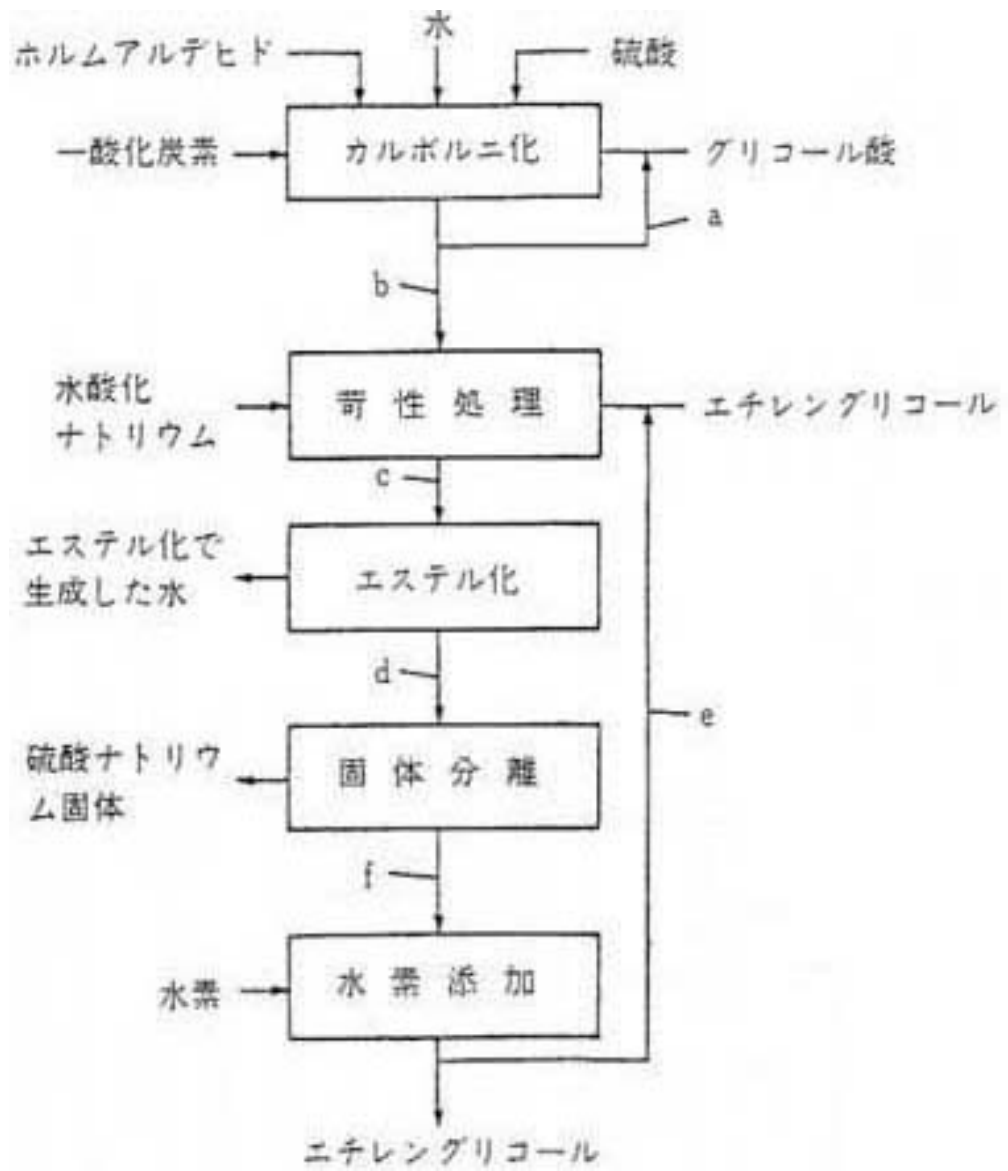 水
ホルムアルデヒド
硫酸
一酸化炭素
カルボルニ化
グリコール酸
a
b
水酸化
ナトリウム
苛性処理
エチレングリコール
c
エステル化で
生成した水
エステル化
d
e
硫酸ナトリウ
ム固体
固体分離
f
水素
水素添加
エチレングリコール